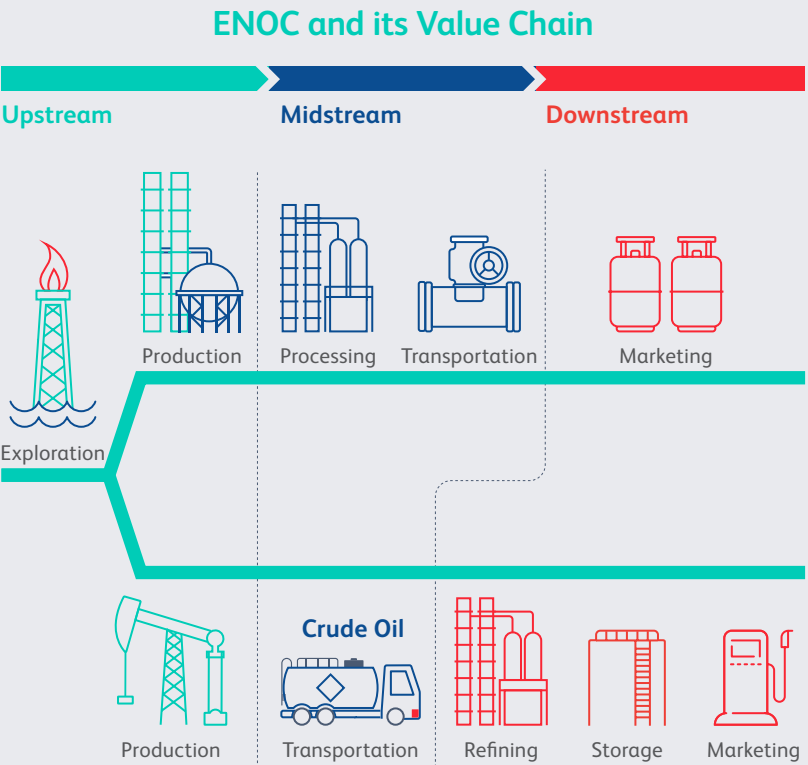 ENOC and its Value Chain
Upstream
Midstream
Downstream
Production
Processing
Transportation
Marketing
Exploration
Crude Oil
Production
Transportation
Refining
Storage
Marketing